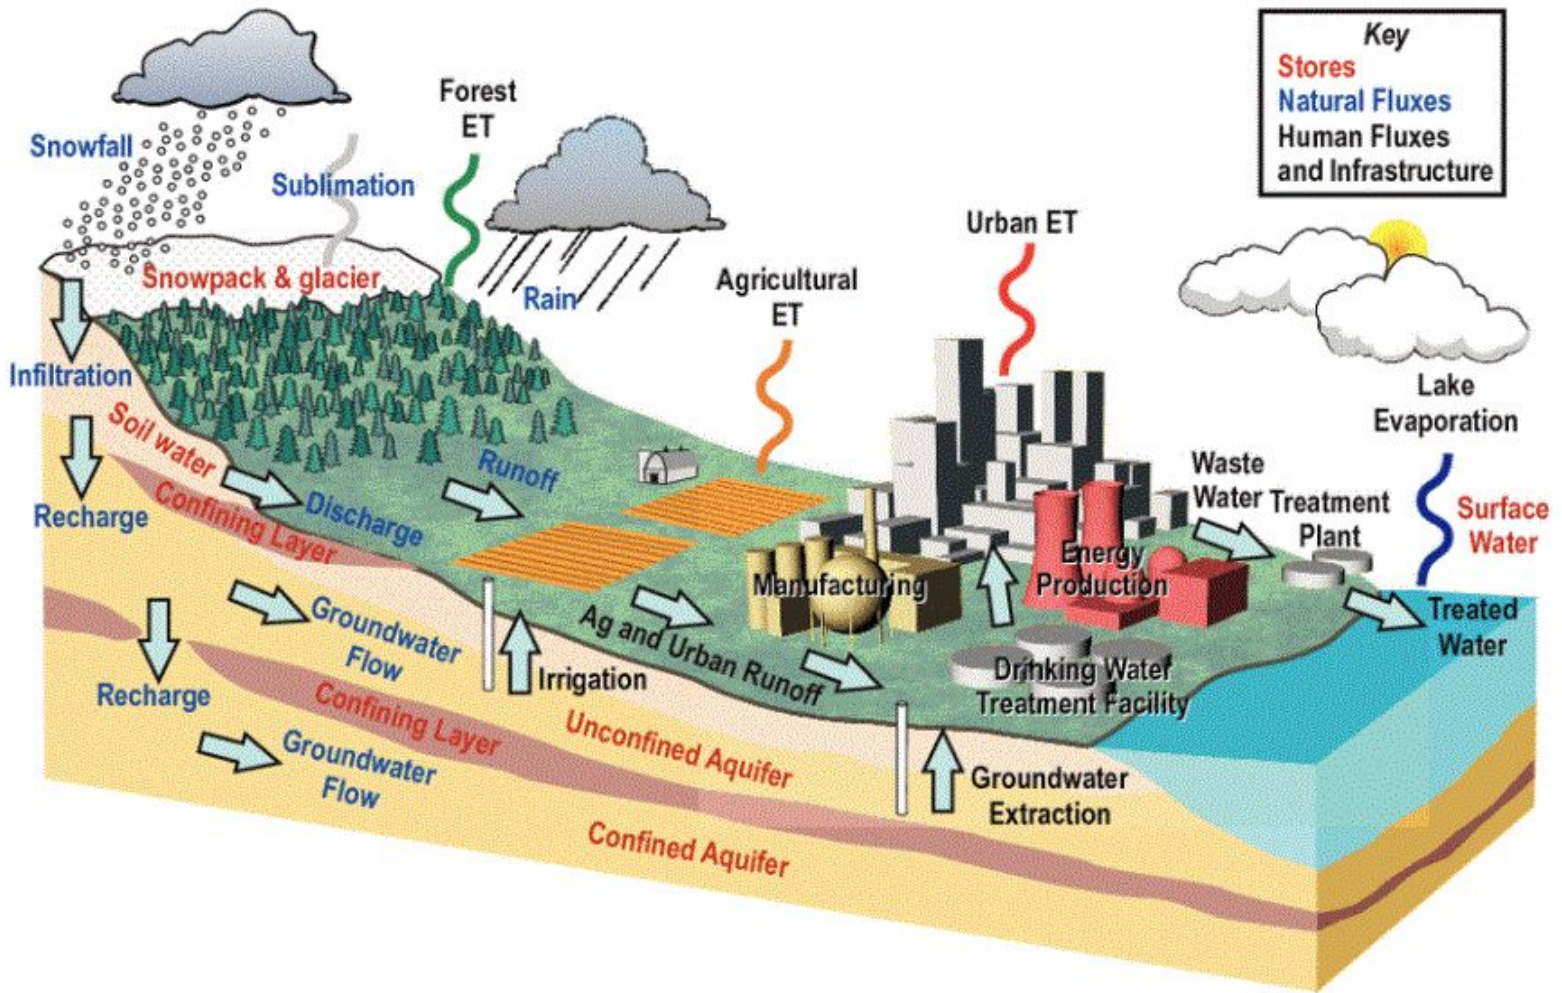 Key
Stores
Natural Fluxes
Human Fluxes
and Infrastructure
Snowfall
Sublimation
Forest
ET
Snowpack & glacier
Rain
Agricultural
ET
Urban ET
Lake
Evaporation
Infiltration
Soil water
Recharge
Confining Layer
Discharge
Runoff
Waste
Water
Treatment
Plant
Surface
Water
Manufacturing
Energy
Production
Treated
Water
Groundwater
Flow
Irrigation
Ag and Urban Runoff
Drinking Water
Treatment Facility
Recharge
Confining Layer
Unconfined Aquifer
Groundwater
Flow
Groundwater
Extraction
Confined Aquifer